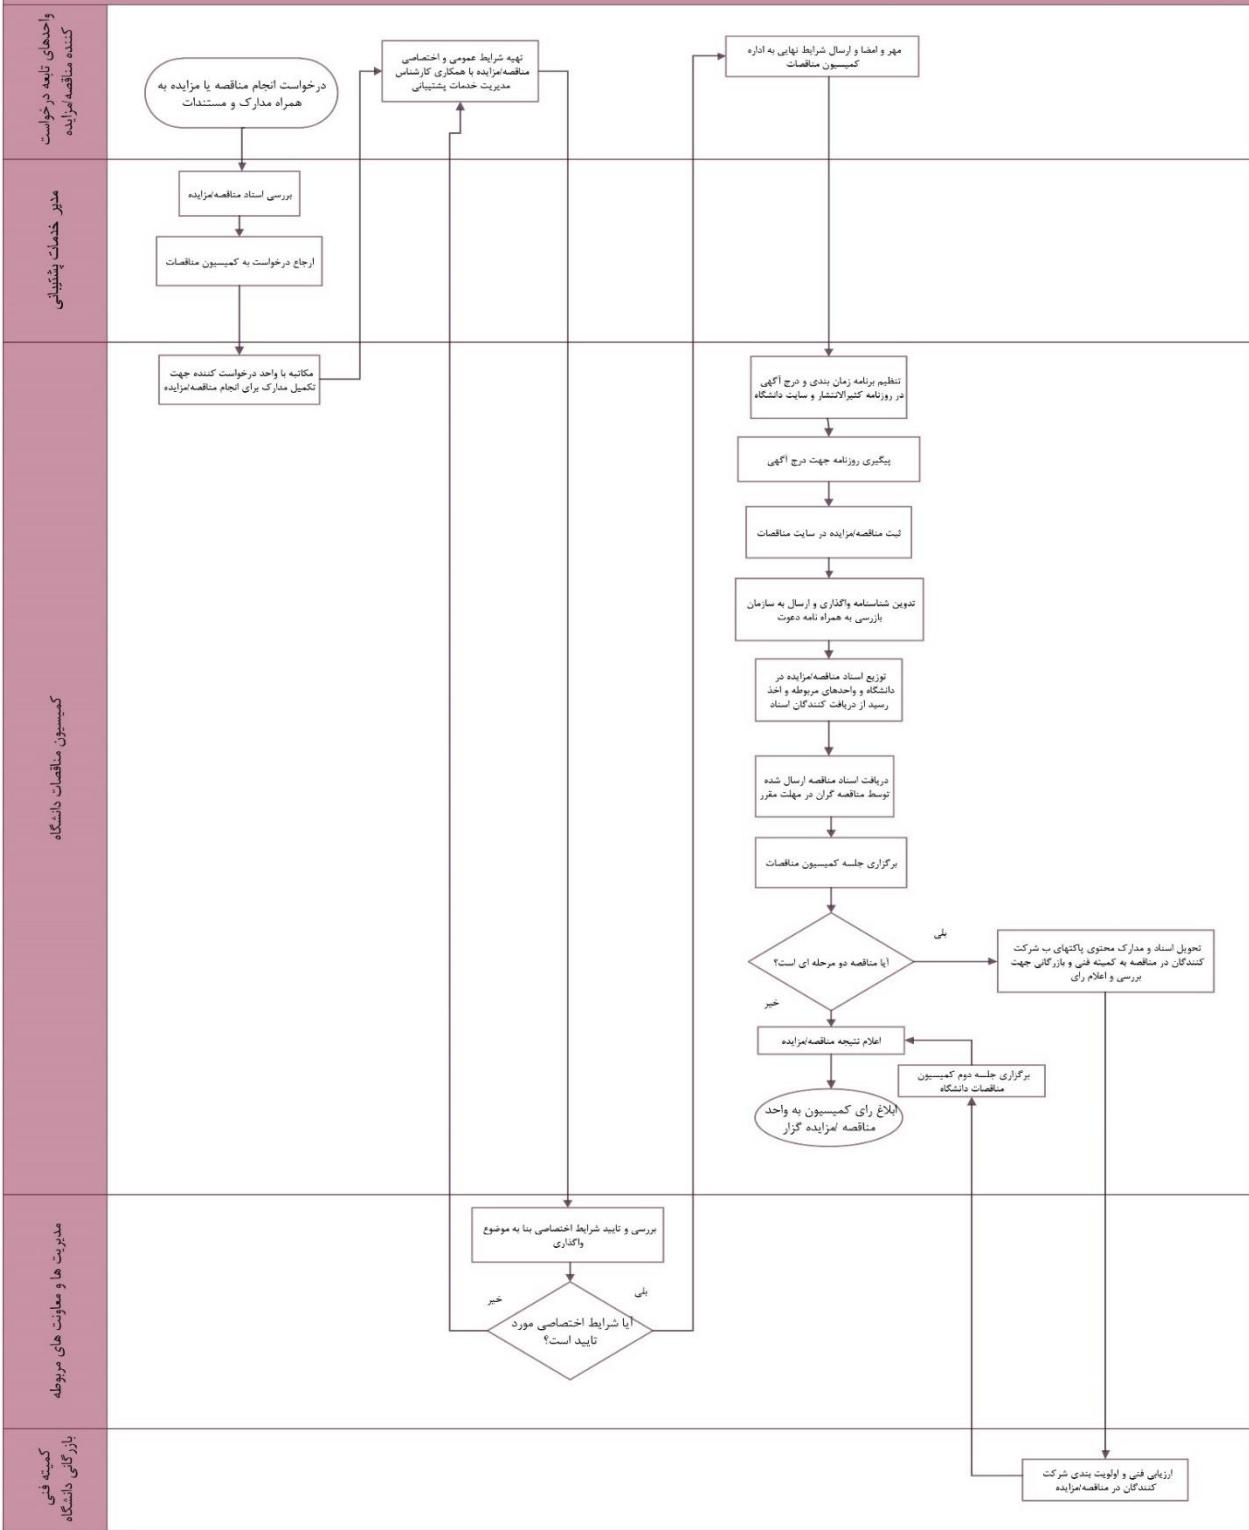 واحدهای تابعه درخواست
کننده مناقصه/مزایده
درخواست انجام مناقصه یا مزایده به
همراه مدارک و مستندات
تهیه شرایط عمومی و اختصاصی
مناقصه/مزایده با همکاری کارشناس
مدیریت خدمات پشتیبانی
مهر و امضا و ارسال شرایط نهایی به اداره
کمیسیون مناقصات
مدیر خدمات پشتیبانی
بررسی اسناد مناقصه/مزایده
ارجاع درخواست به کمیسیون مناقصات
کمیسیون مناقصات دانشگاه
مکاتبه با واحد درخواست کننده جهت
تکمیل مدارک برای انجام مناقصه/مزایده
تنظیم برنامه زمان بندی و درج آگهی
در روزنامه کثیرالانتشار و سایت دانشگاه
پیگیری روزنامه جهت درج آگهی
ثبت مناقصه/مزایده در سایت مناقصات
تدوین شناسنامه واگذاری و ارسال به سازمان
بازرسی به همراه نامه دعوت
توزیع اسناد مناقصه/مزایده در
دانشگاه و واحدهای مربوطه و اخذ
رسید از دریافت کنندگان اسناد
دریافت اسناد مناقصه ارسال شده
توسط مناقصه گران در مهلت مقرر
برگزاری جلسه کمیسیون مناقصات
آیا مناقصه دو مرحله ای است؟
بلی
خیر
تحویل اسناد و مدارک محتوی پاکتهای ب شرکت
کنندگان در مناقصه به کمیته فنی و بازرگانی جهت
بررسی و اعلام رای
اعلام نتیجه مناقصه/مزایده
برگزاری جلسه دوم کمیسیون
مناقصات دانشگاه
ابلاغ رای کمیسیون به واحد
مناقصه /مزایده گزار
مدیریت ها و معاونت های مربوطه
بررسی و تایید شرایط اختصاصی بنا به موضوع
واگذاری
آیا شرایط اختصاصی مورد
تایید است؟
بلی
خیر
کمیته فنی
بازرگانی دانشگاه
ارزیابی فنی و اولویت بندی شرکت
کنندگان در مناقصه/مزایده